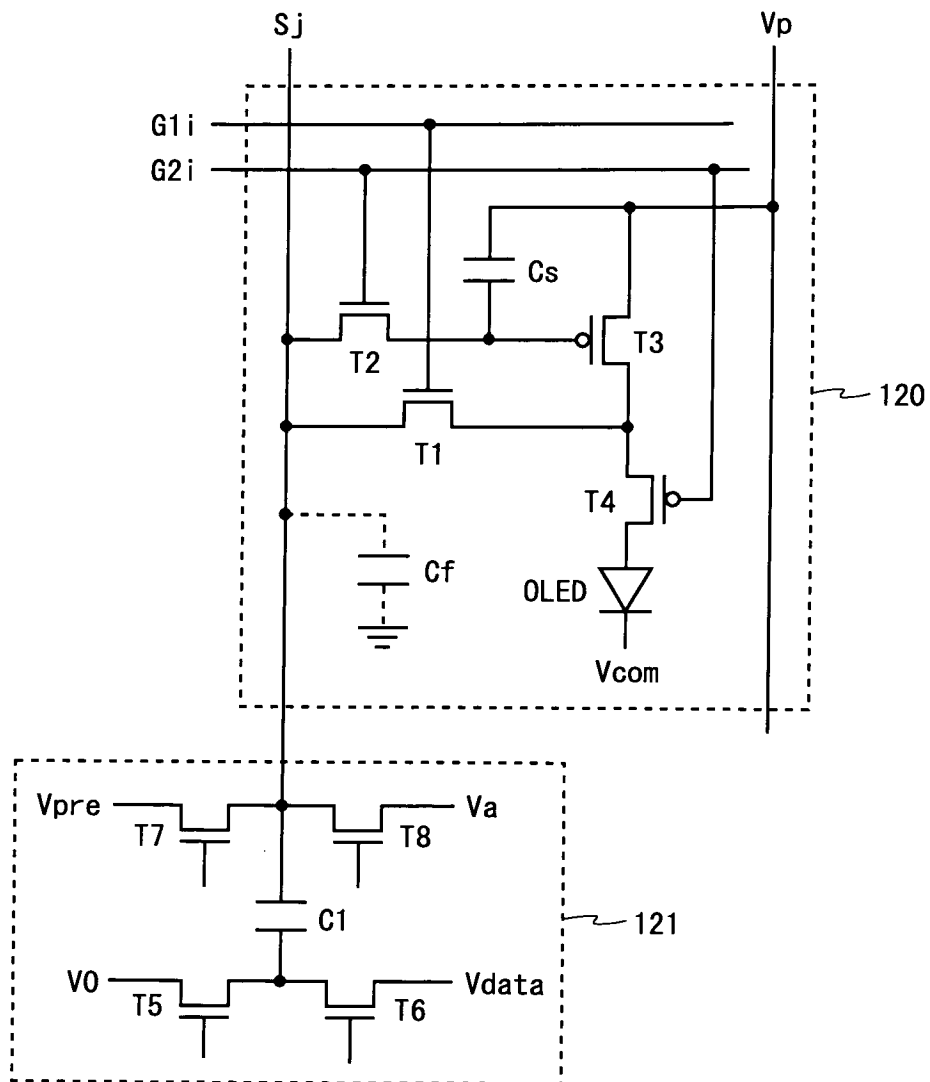 Sj
Vp
G1i
G2i
Cs
T2
T3
120
T1
T4
Cf
OLED
Vcom
Vpre
Va
T7
T8
C1
121
V0
Vdata
T5
T6